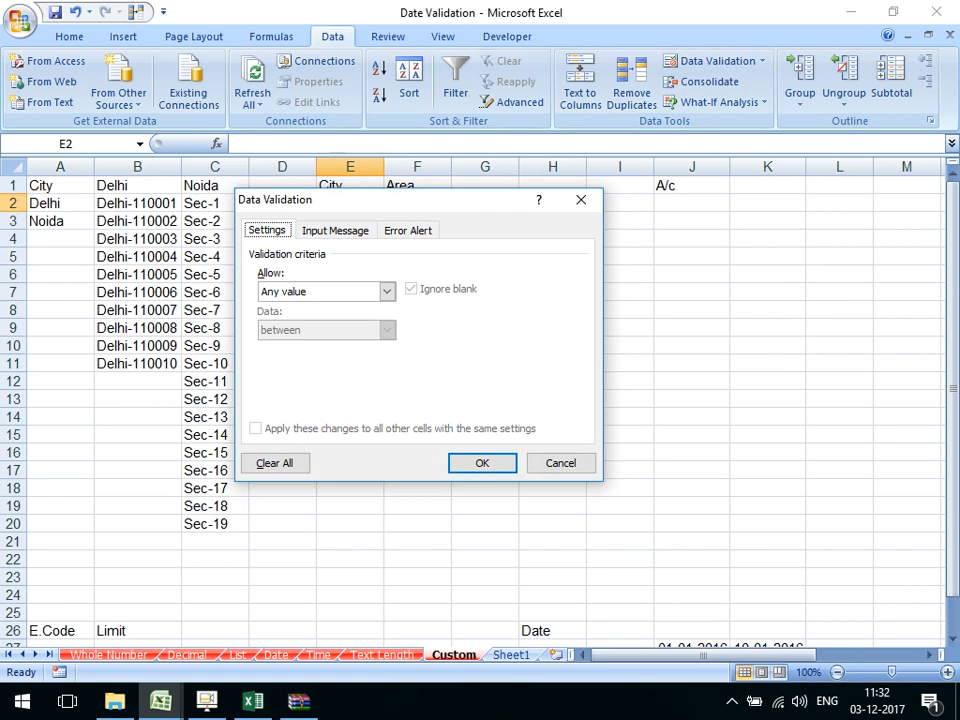 Date Validation - Microsoft Excel
Home Insert Page Layout Formulas Data Review View Developer
From Access
From Web
From Text
From Other Sources
Existing Connections
Get External Data
Refresh All
Connections
Properties
Edit Links
Connections
Sort
Filter
Clear
Reapply
Advanced
Sort & Filter
Text to Columns
Remove Duplicates
Data Validation
Consolidate
What-If Analysis
Data Tools
Group
Ungroup
Subtotal
Outline
E2
fx
A B C D E F G H I J K L M
1 City Delhi Noida City Area A/c
2 Delhi Delhi-110001 Sec-1
3 Noida Delhi-110002 Sec-2
4 Delhi-110003 Sec-3
5 Delhi-110004 Sec-4
6 Delhi-110005 Sec-5
7 Delhi-110006 Sec-6
8 Delhi-110007 Sec-7
9 Delhi-110008 Sec-8
10 Delhi-110009 Sec-9
11 Delhi-110010 Sec-10
12 Sec-11
13 Sec-12
14 Sec-13
15 Sec-14
16 Sec-15
17 Sec-16
18 Sec-17
19 Sec-18
20 Sec-19
21
22
23
24
25
26 E.Code Limit Date
27 01-01-2016 10-01-2016
Data Validation
?
Settings Input Message Error Alert
Validation criteria
Allow:
Any value
Ignore blank
Data:
between
Apply these changes to all other cells with the same settings
Clear All OK Cancel
Whole Number Decimal List Date Time Text Length Custom Sheet1
Ready
100%
ENG
11:32
03-12-2017
1